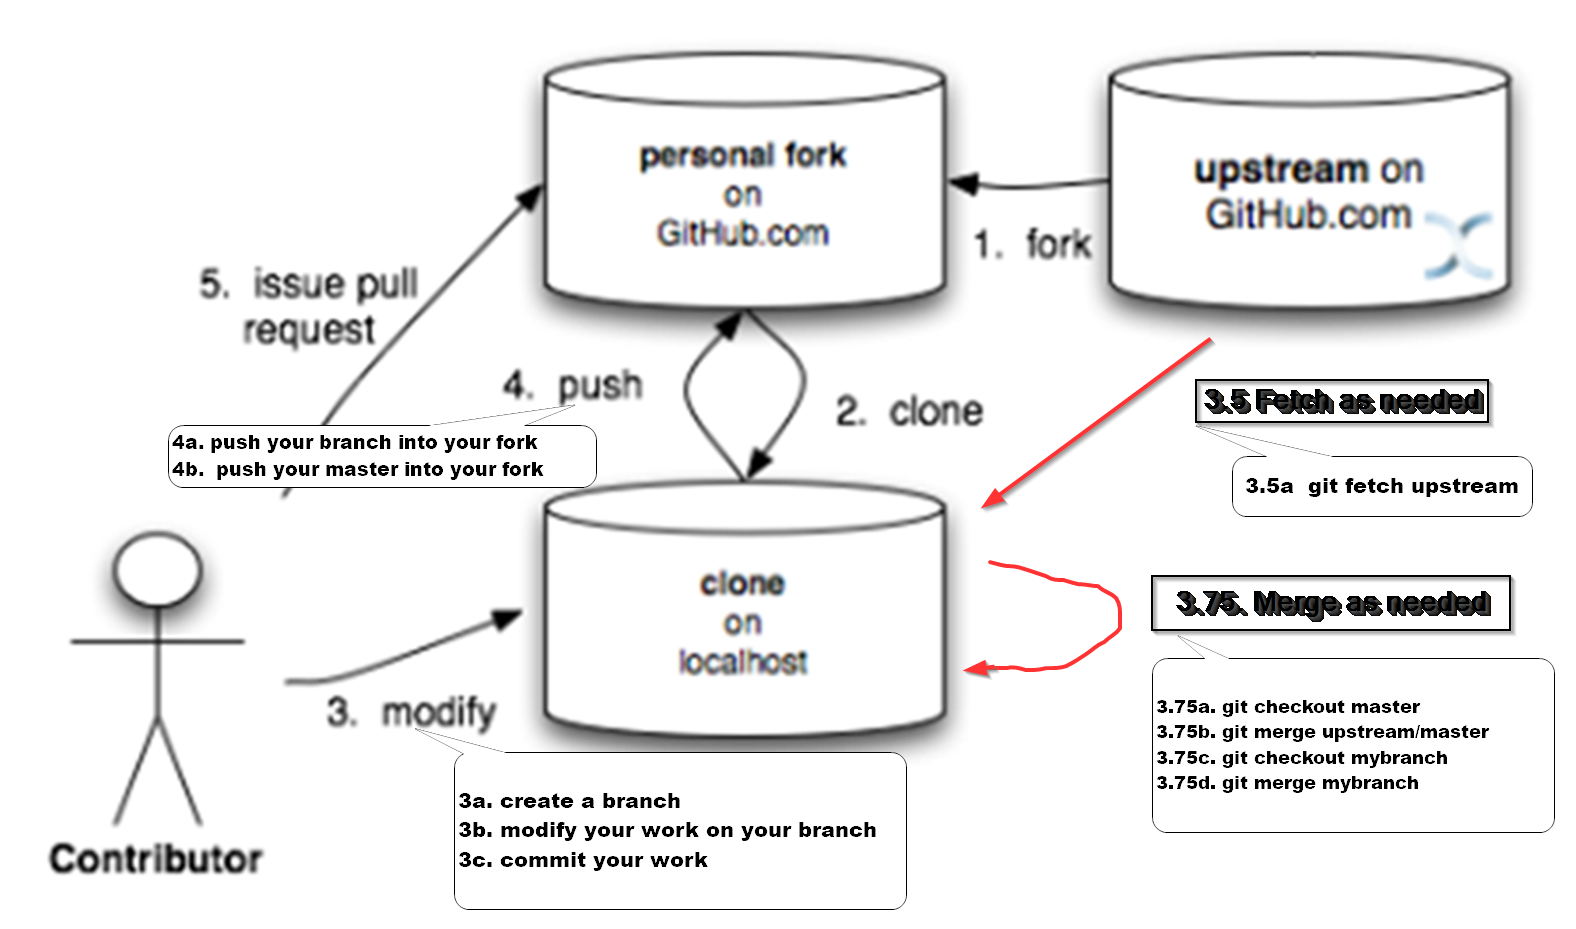 personal fork
on
GitHub.com
upstream on
GitHub.com
1. fork
5. issue pull
request
4. push
2. clone
3.5 Fetch as needed
4a. push your branch into your fork
4b. push your master into your fork
3.5a git fetch upstream
clone
on
localhost
3.75. Merge as needed
3. modify
3.75a. git checkout master
3.75b. git merge upstream/master
3.75c. git checkout mybranch
3.75d. git merge mybranch
3a. create a branch
3b. modify your work on your branch
3c. commit your work
Contributor